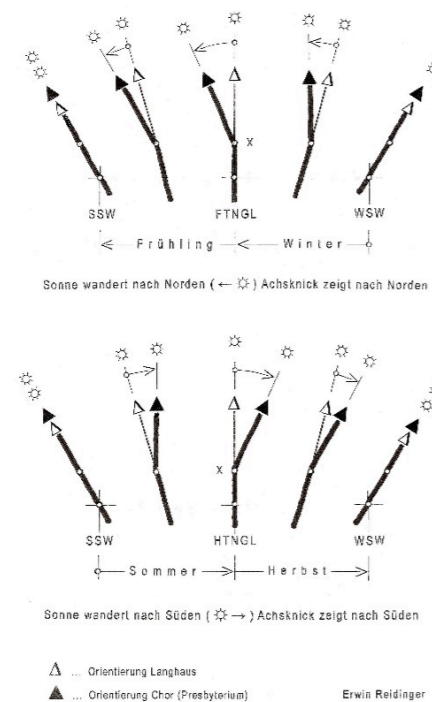 SSW FTNGL WSW
Frühling Winter
X
Sonne wandert nach Norden ( ← ☼ ) Achsknick zeigt nach Norden
X
SSW HTNGL WSW
Sommer Herbst
Sonne wandert nach Süden ( ☼ → ) Achsknick zeigt nach Süden
△ ... Orientierung Langhaus
▲ ... Orientierung Chor (Presbyterium) Erwin Reidinger